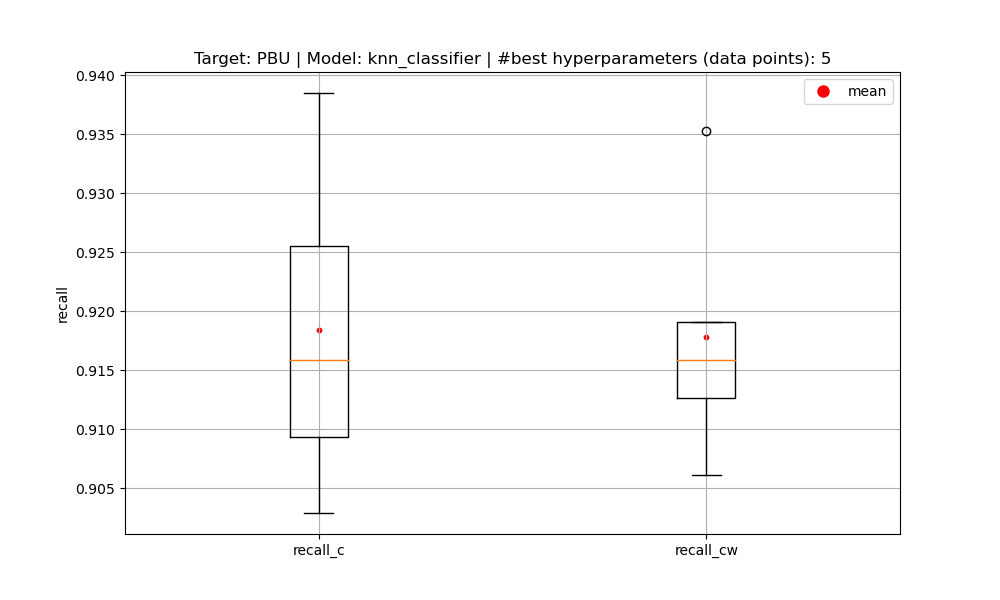 Target: PBU | Model: knn_classifier | #best hyperparameters (data points): 5
mean
0.940
0.935
0.930
0.925
0.920
0.915
0.910
0.905
recall
recall_c
recall_cw